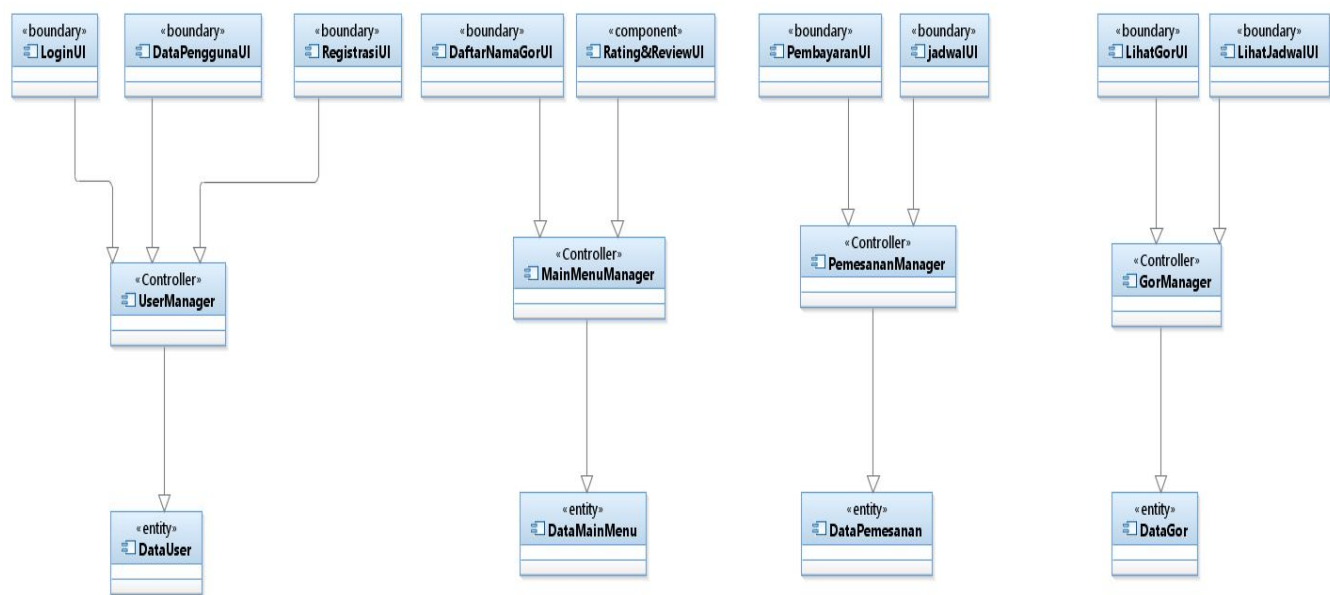 «boundary»
LoginUI
«boundary»
DataPenggunaUI
«boundary»
RegistrasiUI
«boundary»
DaftarNamaGorUI
«component»
Rating&ReviewUI
«boundary»
PembayaranUI
«boundary»
jadwalUI
«boundary»
LihatGorUI
«boundary»
LihatJadwalUI
«Controller»
UserManager
«Controller»
MainMenuManager
«Controller»
PemesananManager
«Controller»
GorManager
«entity»
DataUser
«entity»
DataMainMenu
«entity»
DataPemesanan
«entity»
DataGor